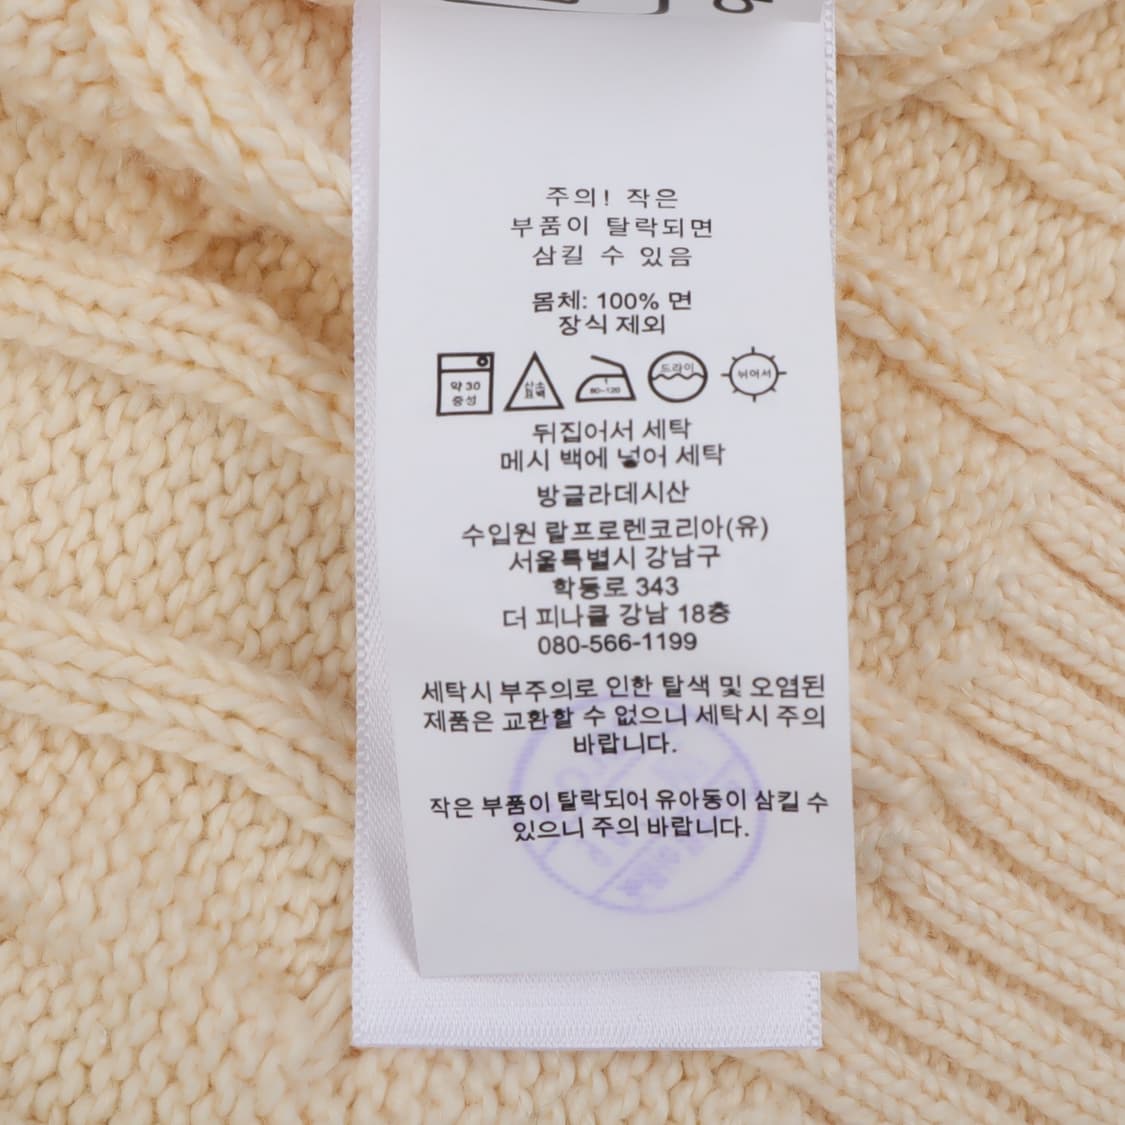 주의! 작은
부품이 탈락되면
삼킬 수 있음
몸체: 100% 면
장식 제외
약 30
중성
산소
표백
1
80~120
드라이
뉘어서
뒤집어서 세탁
메시 백에 넣어 세탁
방글라데시산
수입원 랄프로렌코리아(유)
서울특별시 강남구
학동로 343
더 피나클 강남 18층
080-566-1199
세탁시 부주의로 인한 탈색 및 오염된
제품은 교환할 수 없으니 세탁시 주의
바랍니다.
작은 부품이 탈락되어 유아동이 삼킬 수
있으니 주의 바랍니다.